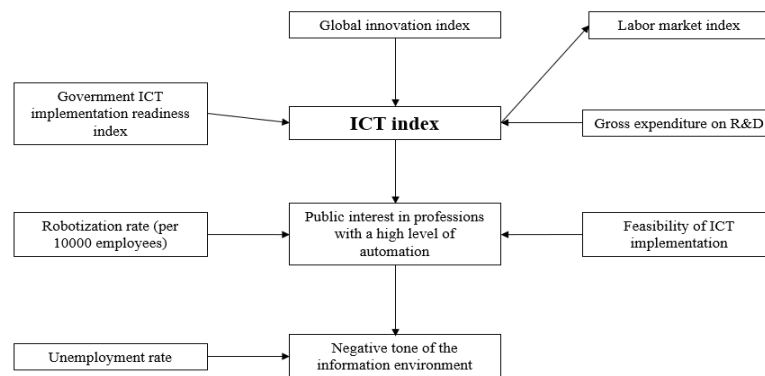 Global innovation index
Labor market index
Government ICT
implementation readiness
index
ICT index
Gross expenditure on R&D
Robotization rate (per
10000 employees)
Public interest in professions
with a high level of
automation
Feasibility of ICT
implementation
Unemployment rate
Negative tone of the
information environment